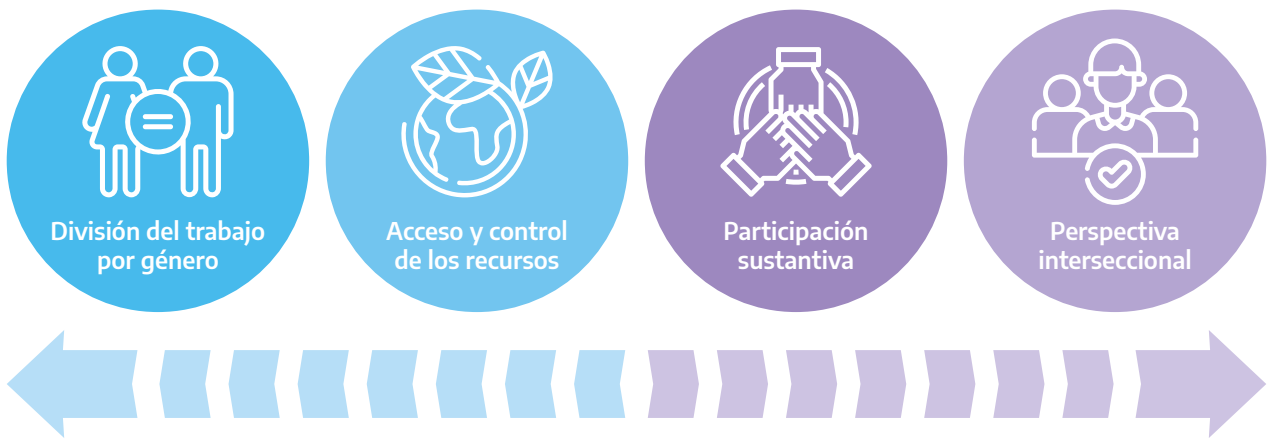 División del trabajo
por género
Acceso y control
de los recursos
Participación
sustantiva
Perspectiva
interseccional